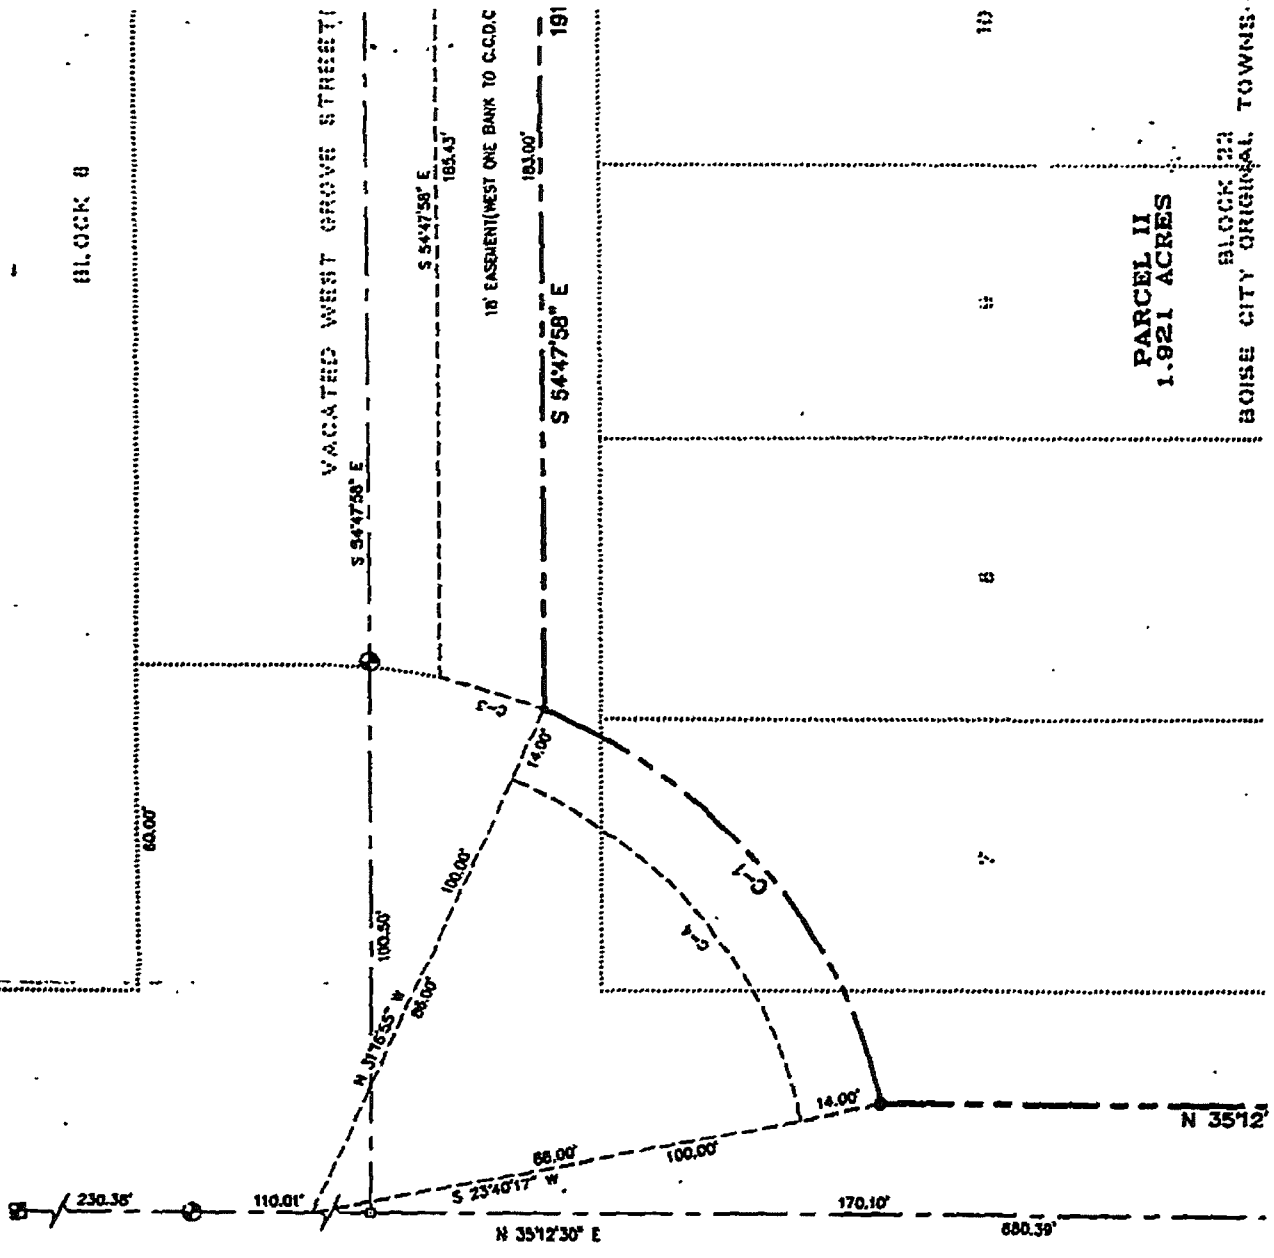 BLOCK 8
VACATED WEST GROVE STREET
S 54°47'58" E
S 54°47'58" E
185.43'
18' EASEMENT(WEST ONE BANK TO C.C.D.C
183.00'
191
S 54°47'58" E
10
9
8
7
PARCEL II
1.921 ACRES
BLOCK 22
BOISE CITY ORIGINAL TOWNS
C-3
14.00'
60.00'
100.00'
100.50'
C-1
C-4
N 31°16'55" W
86.00'
14.00'
N 35°12'
100.00'
S 23°40'17" W
230.38'
110.01'
170.10'
N 35°12'30" E
680.39'